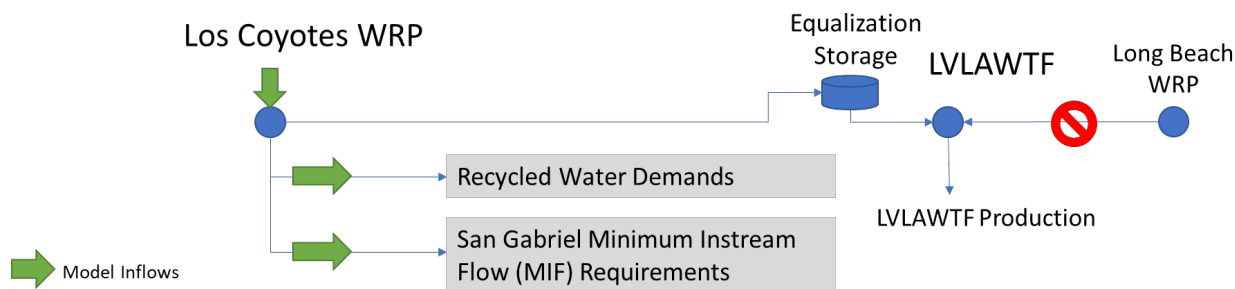 Los Coyotes WRP
Equalization
Storage
LVLAWTF
Long Beach
WRP
Recycled Water Demands
LVLAWTF Production
San Gabriel Minimum Instream
Flow (MIF) Requirements
Model Inflows